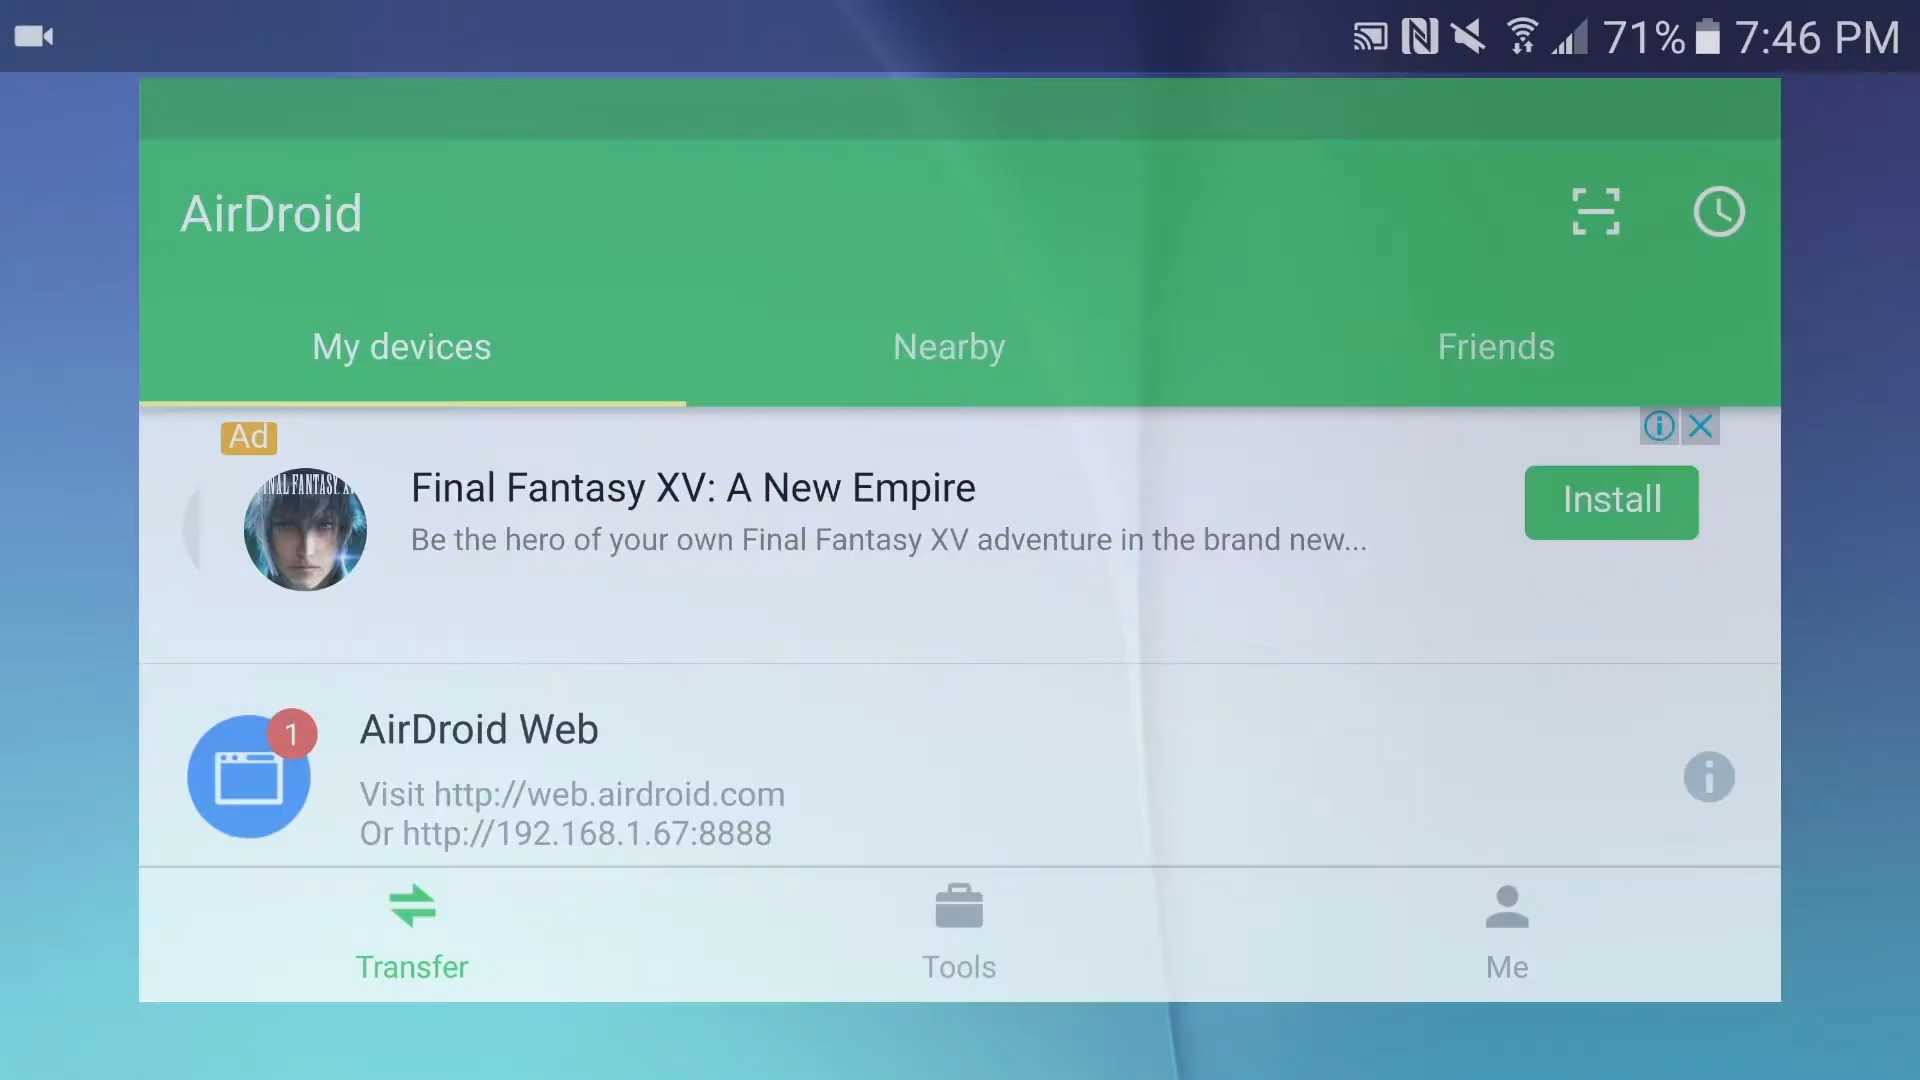 71% 7:46 PM
AirDroid
My devices Nearby Friends
Ad
Final Fantasy XV: A New Empire
Be the hero of your own Final Fantasy XV adventure in the brand new...
Install
1
AirDroid Web
Visit http://web.airdroid.com
Or http://192.168.1.67:8888
Transfer Tools Me